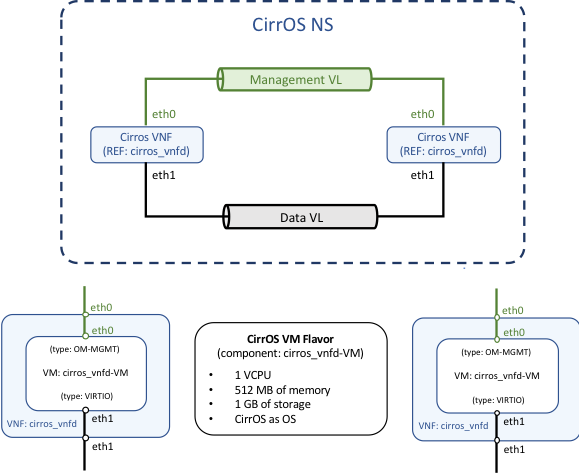 CirrOS NS
Management VL
eth0
eth0
Cirros VNF
(REF: cirros_vnfd)
Cirros VNF
(REF: cirros_vnfd)
eth1
eth1
Data VL
eth0
eth0
(type: OM-MGMT)
VM: cirros_vnfd-VM
(type: VIRTIO)
eth1
VNF: cirros_vnfd
eth1
CirrOS VM Flavor
(component: cirros_vnfd-VM)
• 1 VCPU
• 512 MB of memory
• 1 GB of storage
• CirrOS as OS
eth0
eth0
(type: OM-MGMT)
VM: cirros_vnfd-VM
(type: VIRTIO)
eth1
VNF: cirros_vnfd
eth1